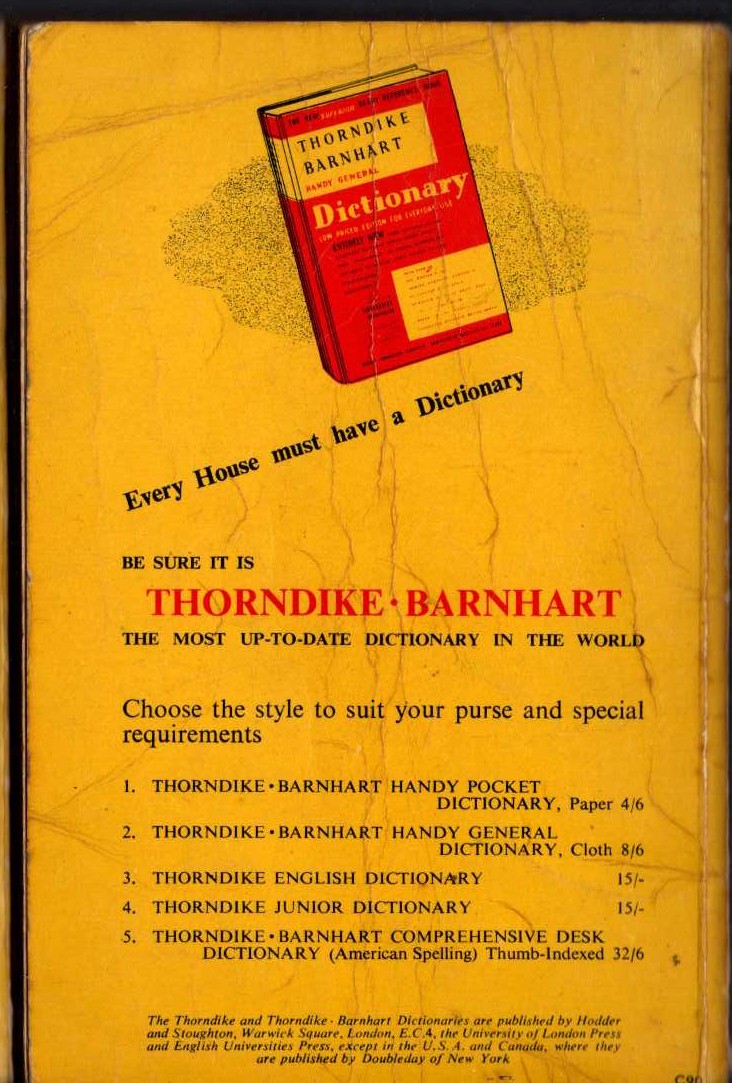 THORNDIKE
BARNHART
HANDY GENERAL
Dictionary
LOW PRICED EDITION FOR EVERYDAY USE
Every House must have a Dictionary
BE SURE IT IS
THORNDIKE · BARNHART
THE MOST UP-TO-DATE DICTIONARY IN THE WORLD
Choose the style to suit your purse and special
requirements
1. THORNDIKE · BARNHART HANDY POCKET
DICTIONARY, Paper 4/6
2. THORNDIKE · BARNHART HANDY GENERAL
DICTIONARY, Cloth 8/6
3. THORNDIKE ENGLISH DICTIONARY 15/-
4. THORNDIKE JUNIOR DICTIONARY 15/-
5. THORNDIKE · BARNHART COMPREHENSIVE DESK
DICTIONARY (American Spelling) Thumb-Indexed 32/6
The Thorndike and Thorndike · Barnhart Dictionaries are published by Hodder
and Stoughton, Warwick Square, London, E.C.4, the University of London Press
and English Universities Press, except in the U.S.A. and Canada, where they
are published by Doubleday of New York